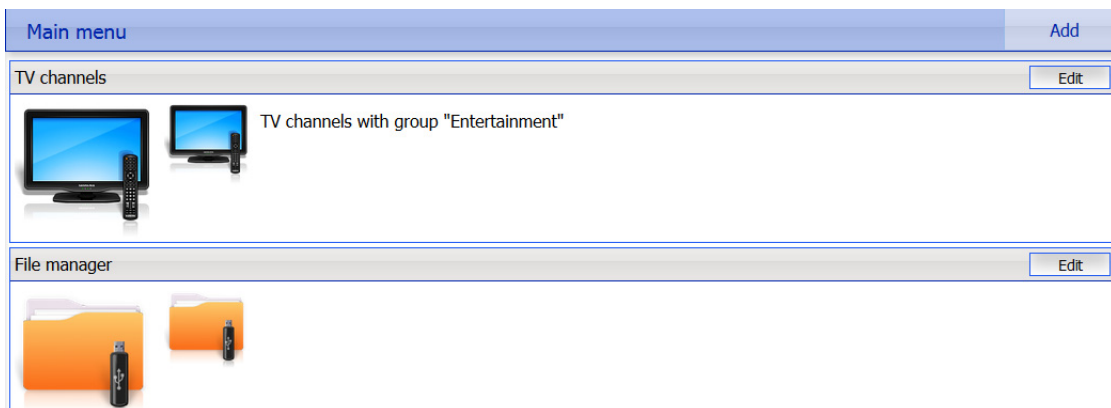 Main menu
Add
TV channels
Edit
TV channels with group "Entertainment"
File manager
Edit